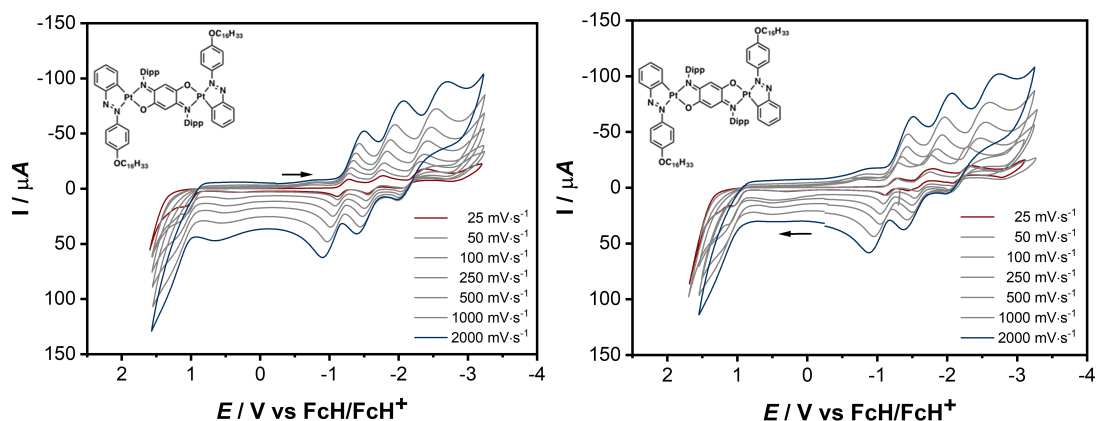 -150
-100
-50
0
50
100
150
I / μA
2
1
0
-1
-2
-3
-4
E / V vs FcH/FcH⁺
OC₁₆H₃₃
Dipp
N
O
N
Pt
Pt
N
N
O
N
N
Dipp
OC₁₆H₃₃
25 mV·s⁻¹
50 mV·s⁻¹
100 mV·s⁻¹
250 mV·s⁻¹
500 mV·s⁻¹
1000 mV·s⁻¹
2000 mV·s⁻¹
-150
-100
-50
0
50
100
150
I / μA
2
1
0
-1
-2
-3
-4
E / V vs FcH/FcH⁺
OC₁₆H₃₃
Dipp
N
O
N
Pt
Pt
N
N
O
N
N
Dipp
OC₁₆H₃₃
25 mV·s⁻¹
50 mV·s⁻¹
100 mV·s⁻¹
250 mV·s⁻¹
500 mV·s⁻¹
1000 mV·s⁻¹
2000 mV·s⁻¹